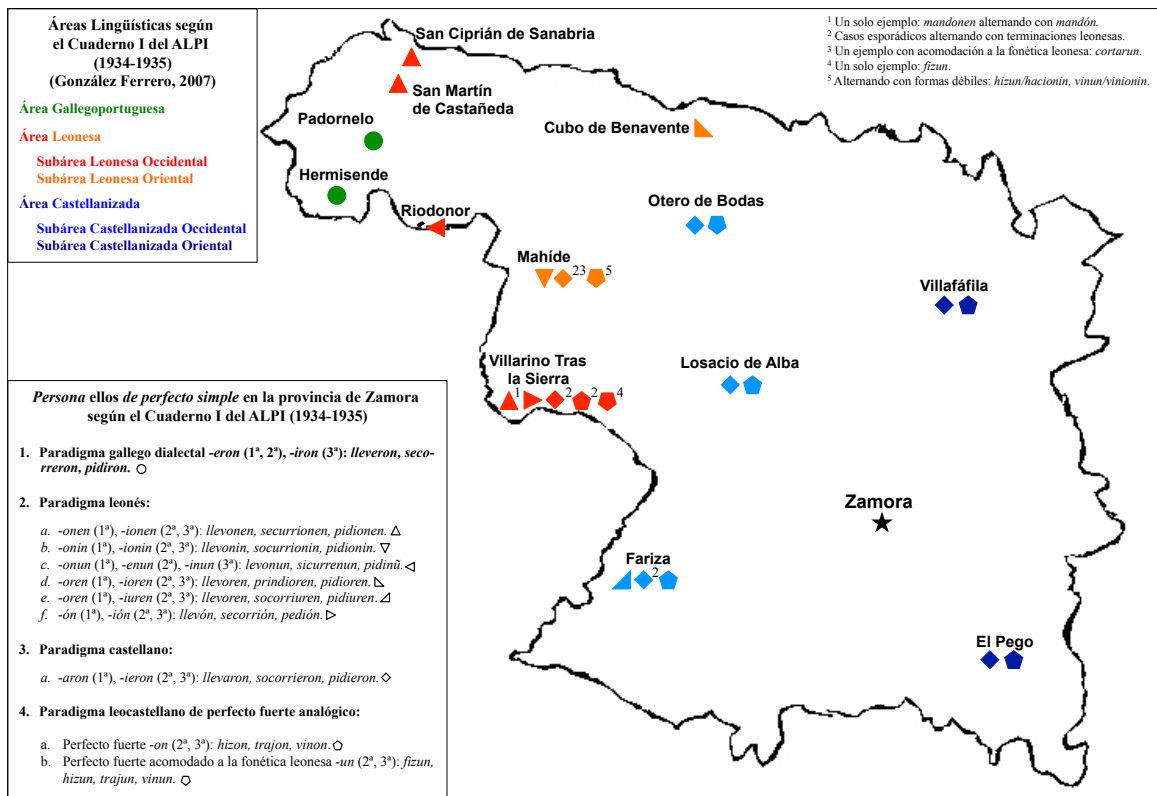 Áreas Lingüísticas según
el Cuaderno I del ALPI
(1934-1935)
(González Ferrero, 2007)
Área Gallegoportuguesa
Área Leonesa
Subárea Leonesa Occidental
Subárea Leonesa Oriental
Área Castellanizada
Subárea Castellanizada Occidental
Subárea Castellanizada Oriental
1 Un solo ejemplo: mandonen alternando con mandón.
2 Casos esporádicos alternando con terminaciones leonesas.
3 Un ejemplo con acomodación a la fonética leonesa: cortarun.
4 Un solo ejemplo: fizun.
5 Alternando con formas débiles: hizun/hacionin, vinun/vinionin.
San Ciprián de Sanabria
San Martín
de Castañeda
Padornelo
Cubo de Benavente
Hermisende
Riodonor
Otero de Bodas
Mahíde
23 5
Villafáfila
Villarino Tras
la Sierra
1 2 2 4
Losacio de Alba
Zamora
Fariza
2
El Pego
Persona ellos de perfecto simple en la provincia de Zamora
según el Cuaderno I del ALPI (1934-1935)
1. Paradigma gallego dialectal -eron (1ª, 2ª), -iron (3ª): lleveron, seco-
rreron, pidiron.
2. Paradigma leonés:
a. -onen (1ª), -ionen (2ª, 3ª): llevonen, securrionen, pidionen.
b. -onin (1ª), -ionin (2ª, 3ª): llevonin, socurrionin, pidionin.
c. -onun (1ª), -enun (2ª), -inun (3ª): levonun, sicurrenun, pidinũ.
d. -oren (1ª), -ioren (2ª, 3ª): llevoren, prindioren, pidioren.
e. -oren (1ª), -iuren (2ª, 3ª): llevoren, socorriuren, pidiuren.
f. -ón (1ª), -ión (2ª, 3ª): llevón, secorrión, pedión.
3. Paradigma castellano:
a. -aron (1ª), -ieron (2ª, 3ª): llevaron, socorrieron, pidieron.
4. Paradigma leocastellano de perfecto fuerte analógico:
a. Perfecto fuerte -on (2ª, 3ª): hizon, trajon, vinon.
b. Perfecto fuerte acomodado a la fonética leonesa -un (2ª, 3ª): fizun,
hizun, trajun, vinun.